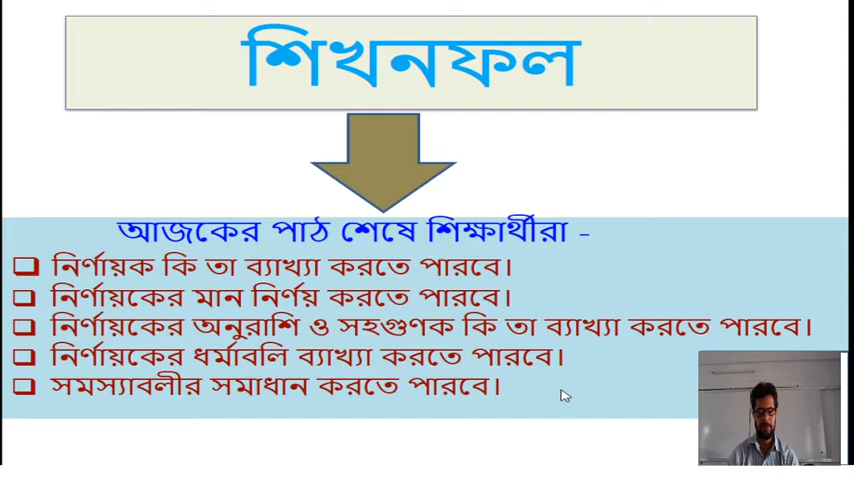 শিখনফল
আজকের পাঠ শেষে শিক্ষার্থীরা -
নির্ণায়ক কি তা ব্যাখ্যা করতে পারবে।
নির্ণায়কের মান নির্ণয় করতে পারবে।
নির্ণায়কের অনুরাশি ও সহগুণক কি তা ব্যাখ্যা করতে পারবে।
নির্ণায়কের ধর্মাবলি ব্যাখ্যা করতে পারবে।
সমস্যাবলীর সমাধান করতে পারবে।